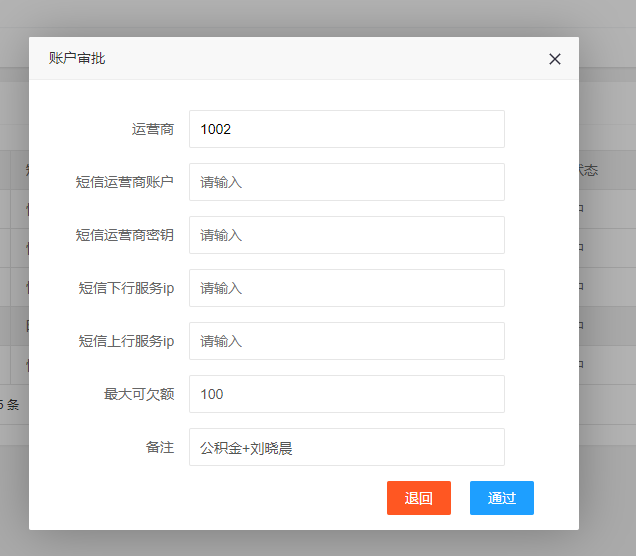 账户审批
运营商 1002
短信运营商账户 请输入
短信运营商密钥 请输入
短信下行服务ip 请输入
短信上行服务ip 请输入
最大可欠额 100
备注 公积金+刘晓晨
退回 通过
条